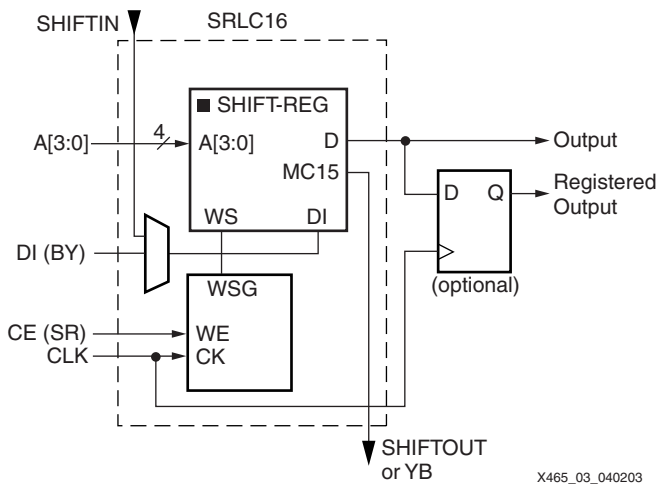 SHIFTIN
SRLC16
SHIFT-REG
A[3:0]
4
A[3:0]
D
Output
MC15
D
Q
Registered
Output
WS
DI
DI (BY)
(optional)
WSG
CE (SR)
WE
CLK
CK
SHIFTOUT
or YB
X465_03_040203